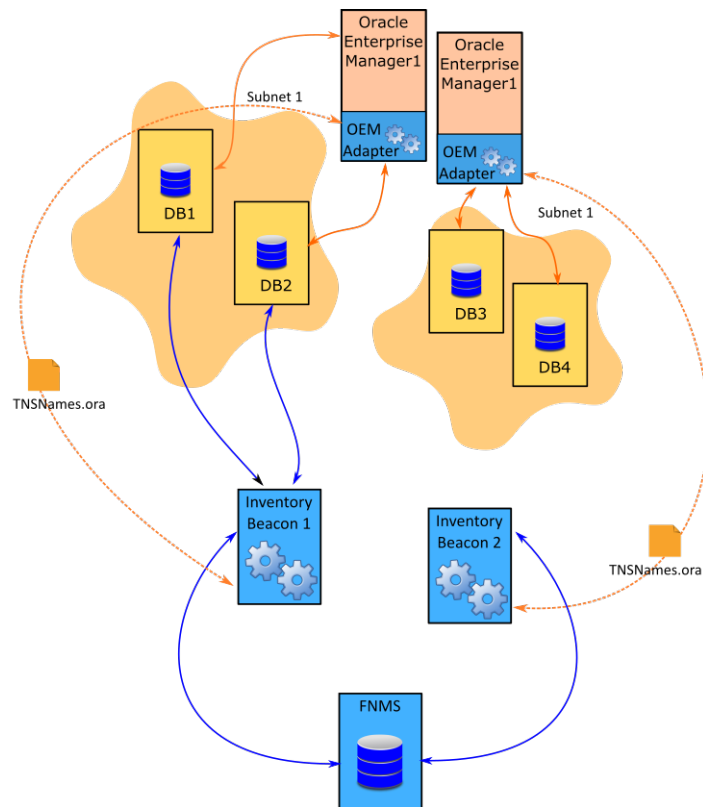 Oracle
Enterprise
Manager1
OEM
Adapter
Oracle
Enterprise
Manager1
OEM
Adapter
Subnet 1
DB1
DB2
Subnet 1
DB3
DB4
TNSNames.ora
Inventory
Beacon 1
Inventory
Beacon 2
TNSNames.ora
FNMS